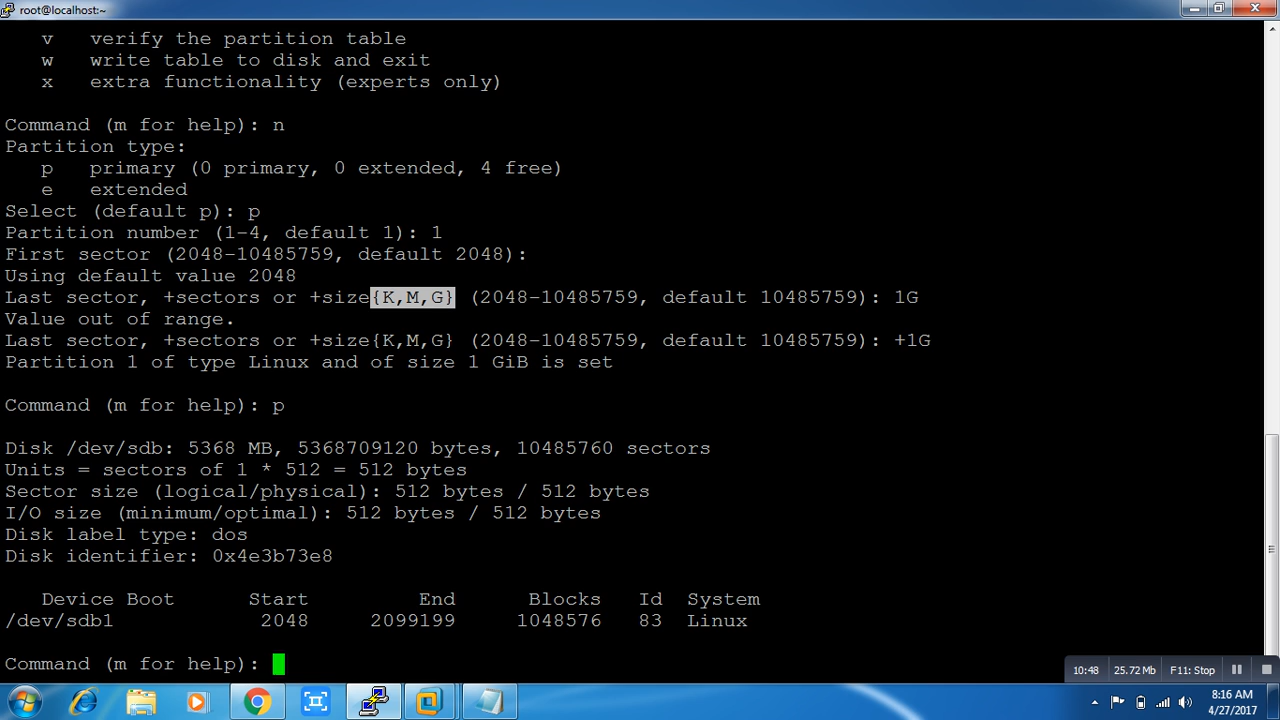 root@localhost:~
v   verify the partition table
w   write table to disk and exit
x   extra functionality (experts only)
Command (m for help): n
Partition type:
p   primary (0 primary, 0 extended, 4 free)
e   extended
Select (default p): p
Partition number (1-4, default 1): 1
First sector (2048-10485759, default 2048):
Using default value 2048
Last sector, +sectors or +size{K,M,G} (2048-10485759, default 10485759): 1G
Value out of range.
Last sector, +sectors or +size{K,M,G} (2048-10485759, default 10485759): +1G
Partition 1 of type Linux and of size 1 GiB is set
Command (m for help): p
Disk /dev/sdb: 5368 MB, 5368709120 bytes, 10485760 sectors
Units = sectors of 1 * 512 = 512 bytes
Sector size (logical/physical): 512 bytes / 512 bytes
I/O size (minimum/optimal): 512 bytes / 512 bytes
Disk label type: dos
Disk identifier: 0x4e3b73e8
Device Boot      Start         End      Blocks   Id  System
/dev/sdb1            2048     2099199     1048576   83  Linux
Command (m for help):
10:48  25.72 Mb  F11: Stop
8:16 AM
4/27/2017